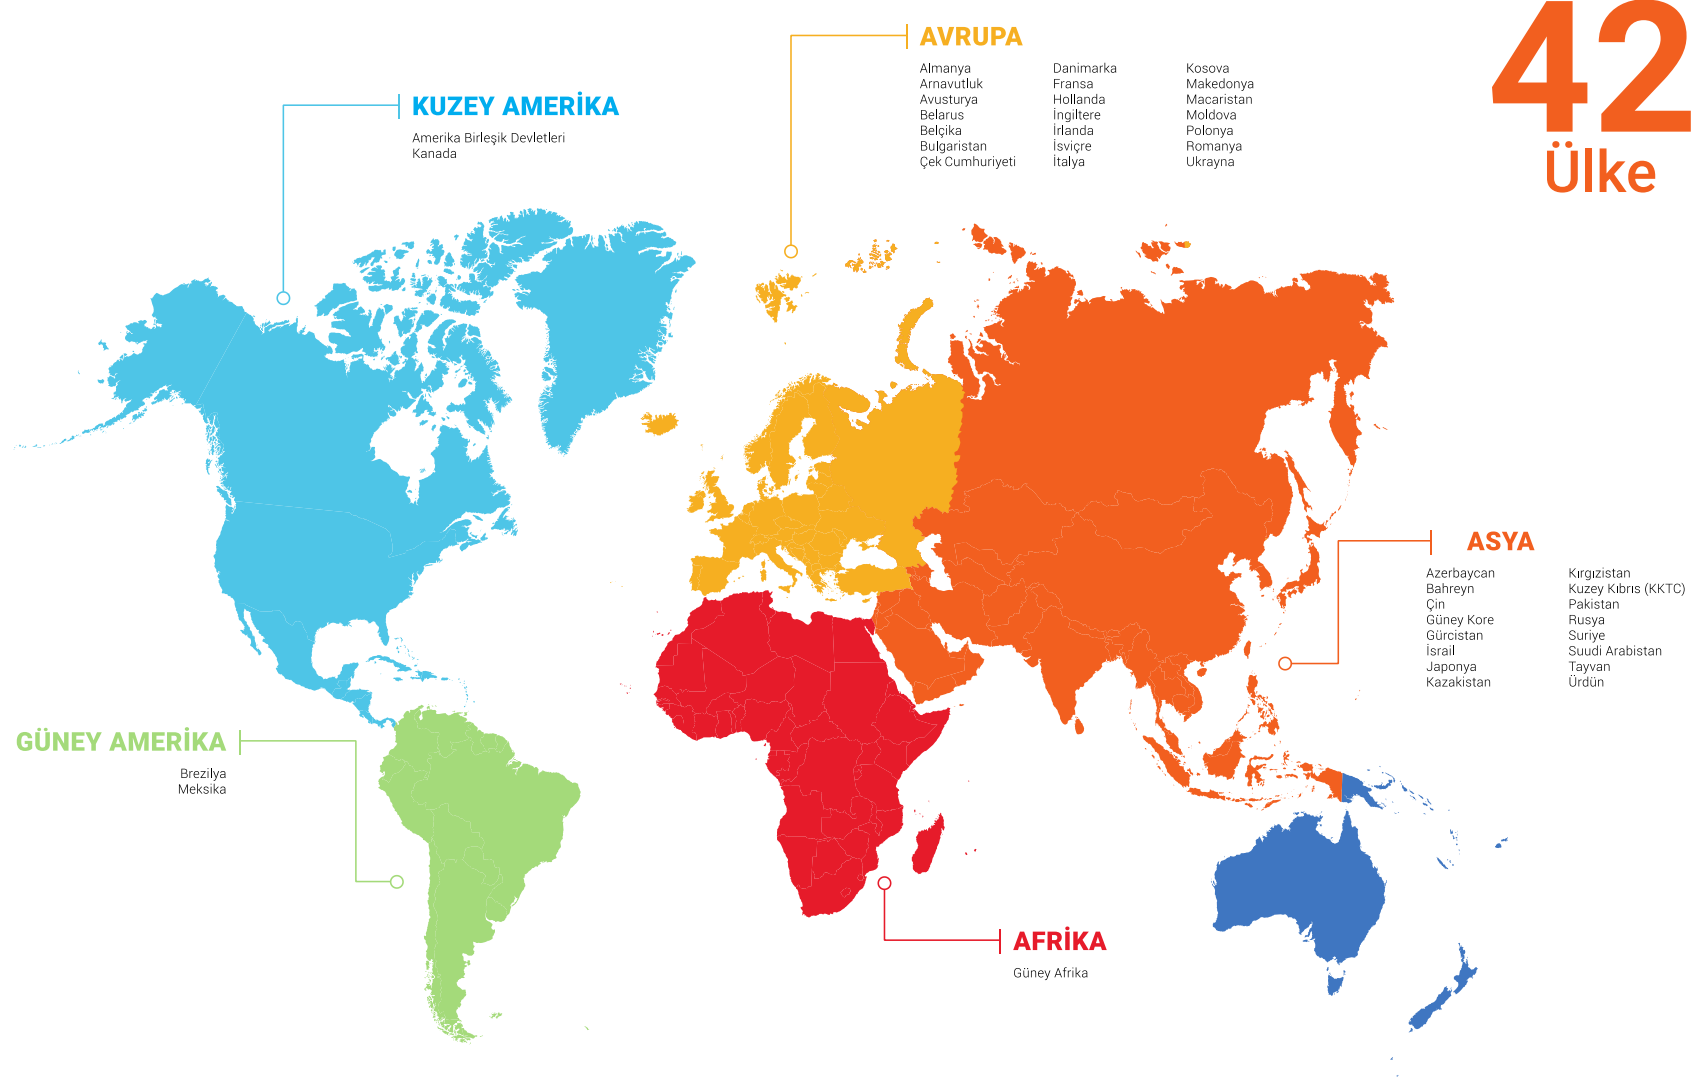 42
Ülke
AVRUPA
Almanya
Arnavutluk
Avusturya
Belarus
Belçika
Bulgaristan
Çek Cumhuriyeti
Danimarka
Fransa
Hollanda
İngiltere
İrlanda
İsviçre
İtalya
Kosova
Makedonya
Macaristan
Moldova
Polonya
Romanya
Ukrayna
KUZEY AMERİKA
Amerika Birleşik Devletleri
Kanada
ASYA
Azerbaycan
Bahreyn
Çin
Güney Kore
Gürcistan
İsrail
Japonya
Kazakistan
Kırgızistan
Kuzey Kıbrıs (KKTC)
Pakistan
Rusya
Suriye
Suudi Arabistan
Tayvan
Ürdün
GÜNEY AMERİKA
Brezilya
Meksika
AFRİKA
Güney Afrika